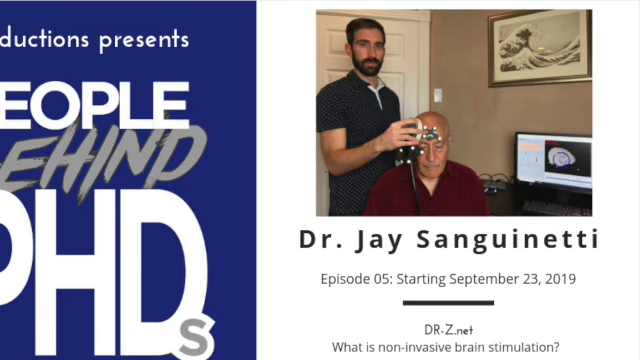 ductions presents
EOPLE
EHIND
PHD
s
Dr. Jay Sanguinetti
Episode 05: Starting September 23, 2019
DR-Z.net
What is non-invasive brain stimulation?